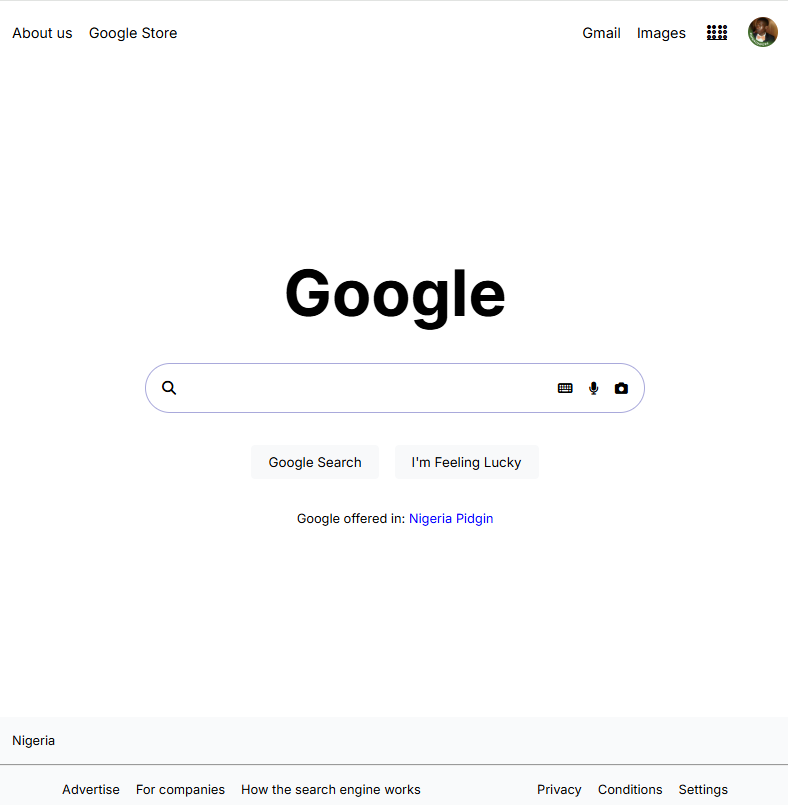 About us Google Store Gmail Images
Google
Google Search I'm Feeling Lucky
Google offered in: Nigeria Pidgin
Nigeria
Advertise For companies How the search engine works Privacy Conditions Settings